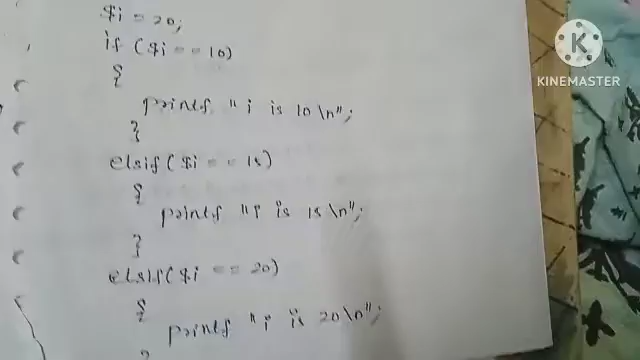 $i = 20;
if ($i == 10)
{
printf "i is 10\n";
}
elsif($i == 15)
{
printf "i is 15\n";
}
elsif($i == 20)
{
printf "i is 20\n";
}
K
KINEMASTER